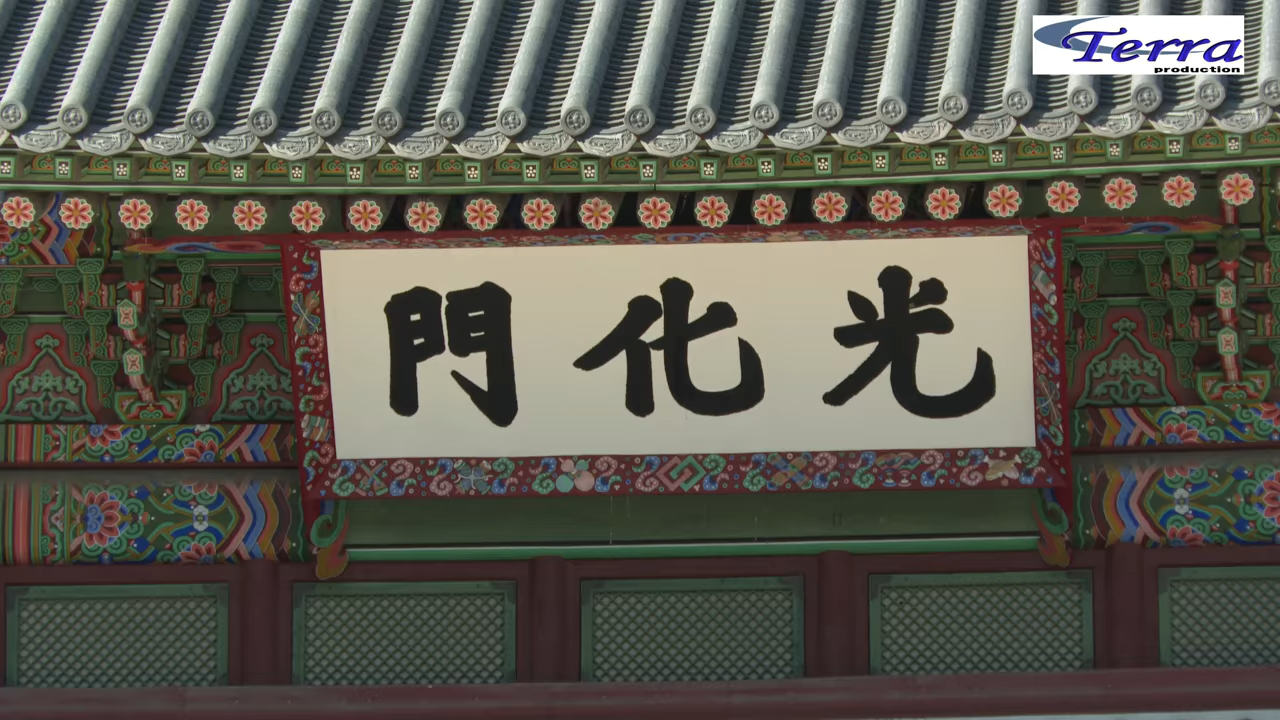 Terra
production
光化門